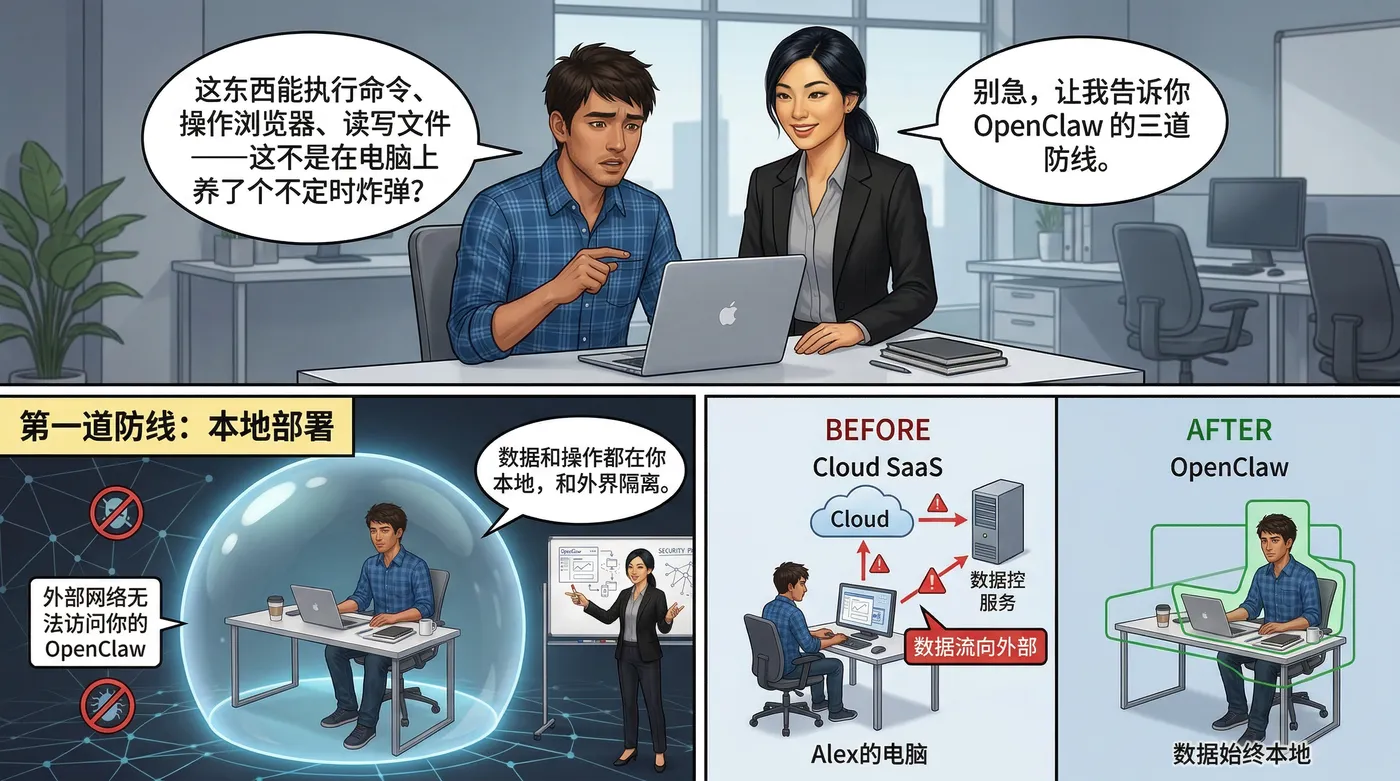 这东西能执行命令、
操作浏览器、读写文件
——这不是在电脑上
养了个不定时炸弹？
别急，让我告诉你
OpenClaw 的三道
防线。
第一道防线：本地部署
数据和操作都在你
本地，和外界隔离。
外部网络无
法访问你的
OpenClaw
OpenClaw
SECURITY
BEFORE
Cloud SaaS
Cloud
数据控
服务
数据流向外部
Alex的电脑
AFTER
OpenClaw
数据始终本地